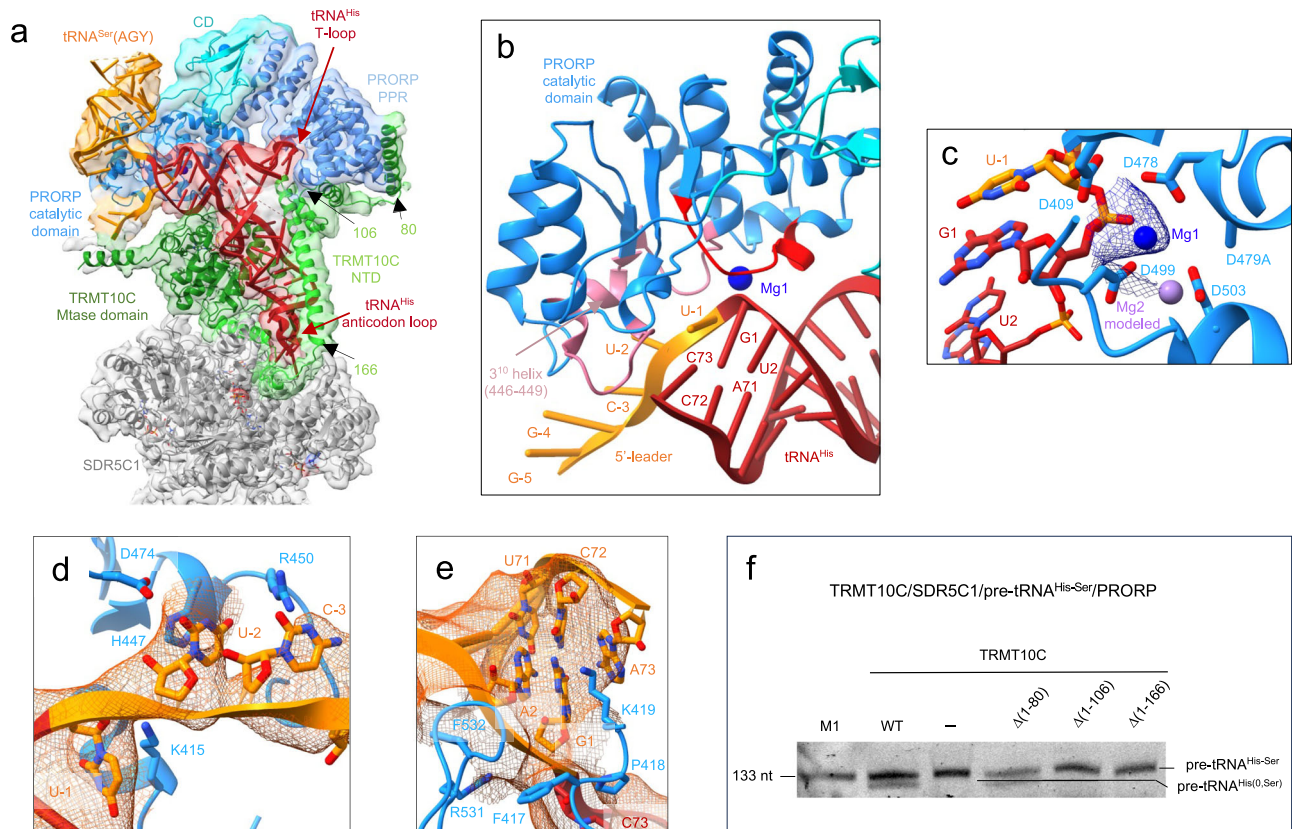 a
CD
tRNASer(AGY)
tRNAHis
T-loop
PRORP
PPR
PRORP
catalytic
domain
106
80
TRMT10C
NTD
TRMT10C
Mtase domain
tRNAHis
anticodon loop
166
SDR5C1
b
PRORP
catalytic
domain
Mg1
U-1
U-2
G1
C73
U2
310 helix
(446-449)
A71
C72
C-3
G-4
5'-leader
tRNAHis
G-5
c
U-1
D478
D409
G1
Mg1
D479A
D499
D503
Mg2
modeled
U2
d
D474
R450
C-3
U-2
H447
K415
U-1
e
C72
U71
A73
K419
A2
F532
G1
P418
R531
F417
C73
f
TRMT10C/SDR5C1/pre-tRNAHis-Ser/PRORP
TRMT10C
M1
WT
–
Δ(1-80)
Δ(1-106)
Δ(1-166)
133 nt
pre-tRNAHis-Ser
pre-tRNAHis(0,Ser)